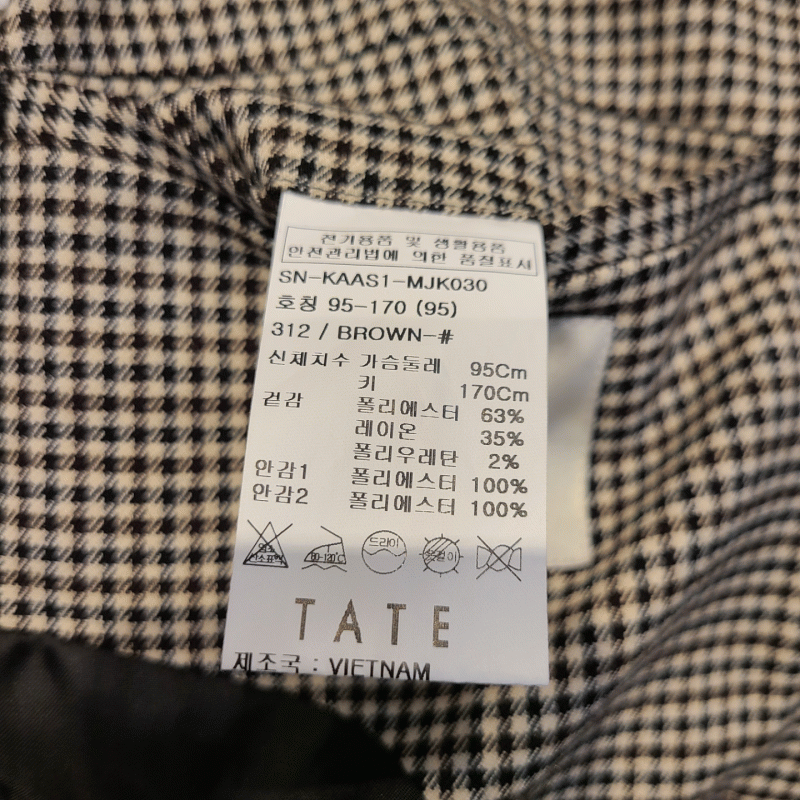 전기용품 및 생활용품
안전관리법에 의한 품질표시
SN-KAAS1-MJK030
호칭 95-170 (95)
312 / BROWN-#
신체치수 가슴둘레 95Cm
키 170Cm
겉감 폴리에스터 63%
레이온 35%
폴리우레탄 2%
안감1 폴리에스터 100%
안감2 폴리에스터 100%
80-120℃ 드라이
TATE
제조국 : VIETNAM